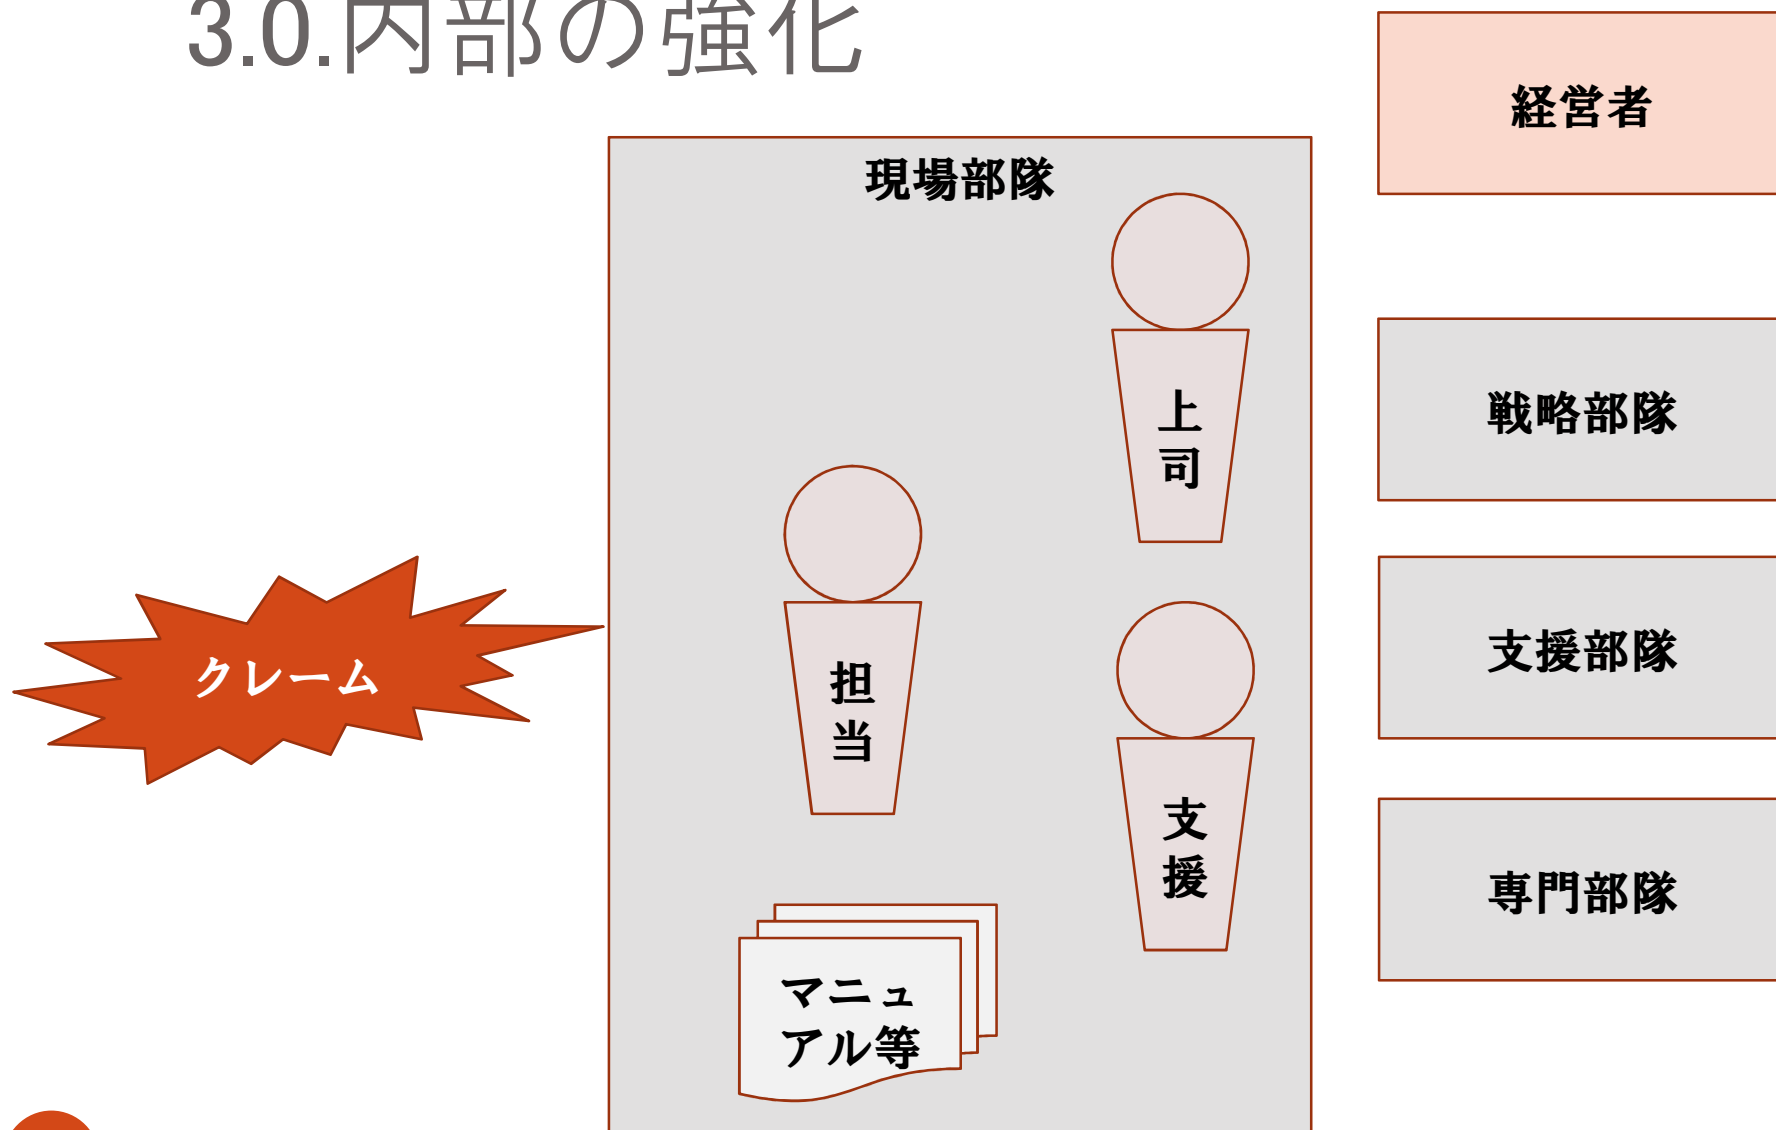 3.0.内部の強化
経営者
現場部隊
上
司
戦略部隊
クレーム
担
当
支援部隊
支
援
専門部隊
マニュ
アル等